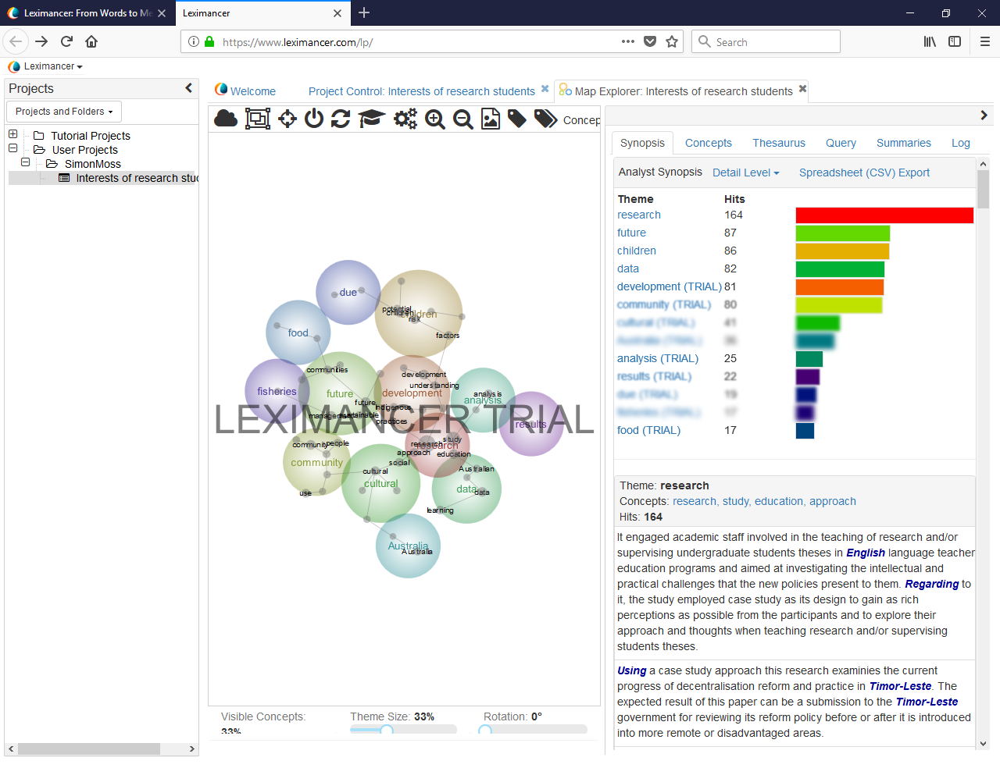 Leximancer: From Words to Me
Leximancer
https://www.leximancer.com/lp/
Search
Leximancer
Projects
Projects and Folders
Tutorial Projects
User Projects
SimonMoss
Interests of research stud
Welcome
Project Control: Interests of research students
Map Explorer: Interests of research students
Concep
due
children
potential
children
risk
factors
food
communities
fisheries
future
development
development
understanding
analysis
analysis
future
indigenous
management
sustainable
practices
LEXIMANCER TRIAL
results
community
people
community
research
research
study
approach
education
social
cultural
cultural
Australian
data
data
use
learning
Australia
Australia
Visible Concepts:
33%
Theme Size: 33%
Rotation: 0°
Synopsis Concepts Thesaurus Query Summaries Log
Analyst Synopsis Detail Level Spreadsheet (CSV) Export
Theme Hits
research 164
future 87
children 86
data 82
development (TRIAL) 81
community (TRIAL) 80
cultural (TRIAL) 41
Australia (TRIAL) 36
analysis (TRIAL) 25
results (TRIAL) 22
due (TRIAL) 19
fisheries (TRIAL) 17
food (TRIAL) 17
Theme: research
Concepts: research, study, education, approach
Hits: 164
It engaged academic staff involved in the teaching of research and/or
supervising undergraduate students theses in English language teacher
education programs and aimed at investigating the intellectual and
practical challenges that the new policies present to them. Regarding to
it, the study employed case study as its design to gain as rich
perceptions as possible from the participants and to explore their
approach and thoughts when teaching research and/or supervising
students theses.
Using a case study approach this research examinies the current
progress of decentralisation reform and practice in Timor-Leste. The
expected result of this paper can be a submission to the Timor-Leste
government for reviewing its reform policy before or after it is introduced
into more remote or disadvantaged areas.